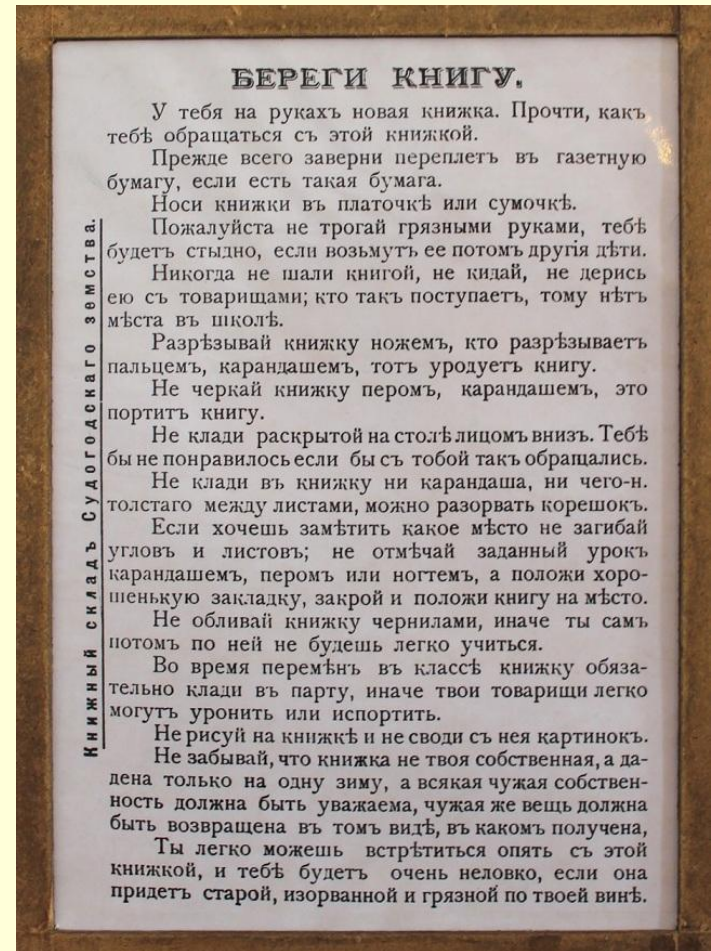 БЕРЕГИ КНИГУ.
У тебя на рукахъ новая книжка. Прочти, какъ
тебѣ обращаться съ этой книжкой.
Прежде всего заверни переплетъ въ газетную
бумагу, если есть такая бумага.
Носи книжки въ платочкѣ или сумочкѣ.
Пожалуйста не трогай грязными руками, тебѣ
будетъ стыдно, если возьмутъ ее потомъ другія дѣти.
Никогда не шали книгой, не кидай, не дерись
ею съ товарищами; кто такъ поступаетъ, тому нѣтъ
мѣста въ школѣ.
Разрѣзывай книжку ножемъ, кто разрѣзываетъ
пальцемъ, карандашемъ, тотъ уродуетъ книгу.
Не черкай книжку перомъ, карандашемъ, это
портитъ книгу.
Не клади раскрытой на столѣ лицомъ внизъ. Тебѣ
бы не понравилось если бы съ тобой такъ обращались.
Не клади въ книжку ни карандаша, ни чего-н.
толстаго между листами, можно разорвать корешокъ.
Если хочешь замѣтить какое мѣсто не загибай
угловъ и листовъ; не отмѣчай заданный урокъ
карандашемъ, перомъ или ногтемъ, а положи хоро-
шенькую закладку, закрой и положи книгу на мѣсто.
Не обливай книжку чернилами, иначе ты самъ
потомъ по ней не будешь легко учиться.
Во время перемѣнъ въ классѣ книжку обяза-
тельно клади въ парту, иначе твои товарищи легко
могутъ уронить или испортить.
Не рисуй на книжкѣ и не своди съ нея картинокъ.
Не забывай, что книжка не твоя собственная, а да-
дена только на одну зиму, а всякая чужая собствен-
ность должна быть уважаема, чужая же вещь должна
быть возвращена въ томъ видѣ, въ какомъ получена,
Ты легко можешь встрѣтиться опять съ этой
книжкой, и тебѣ будетъ очень неловко, если она
придетъ старой, изорванной и грязной по твоей винѣ.
Книжный складъ Судогодскаго земства.